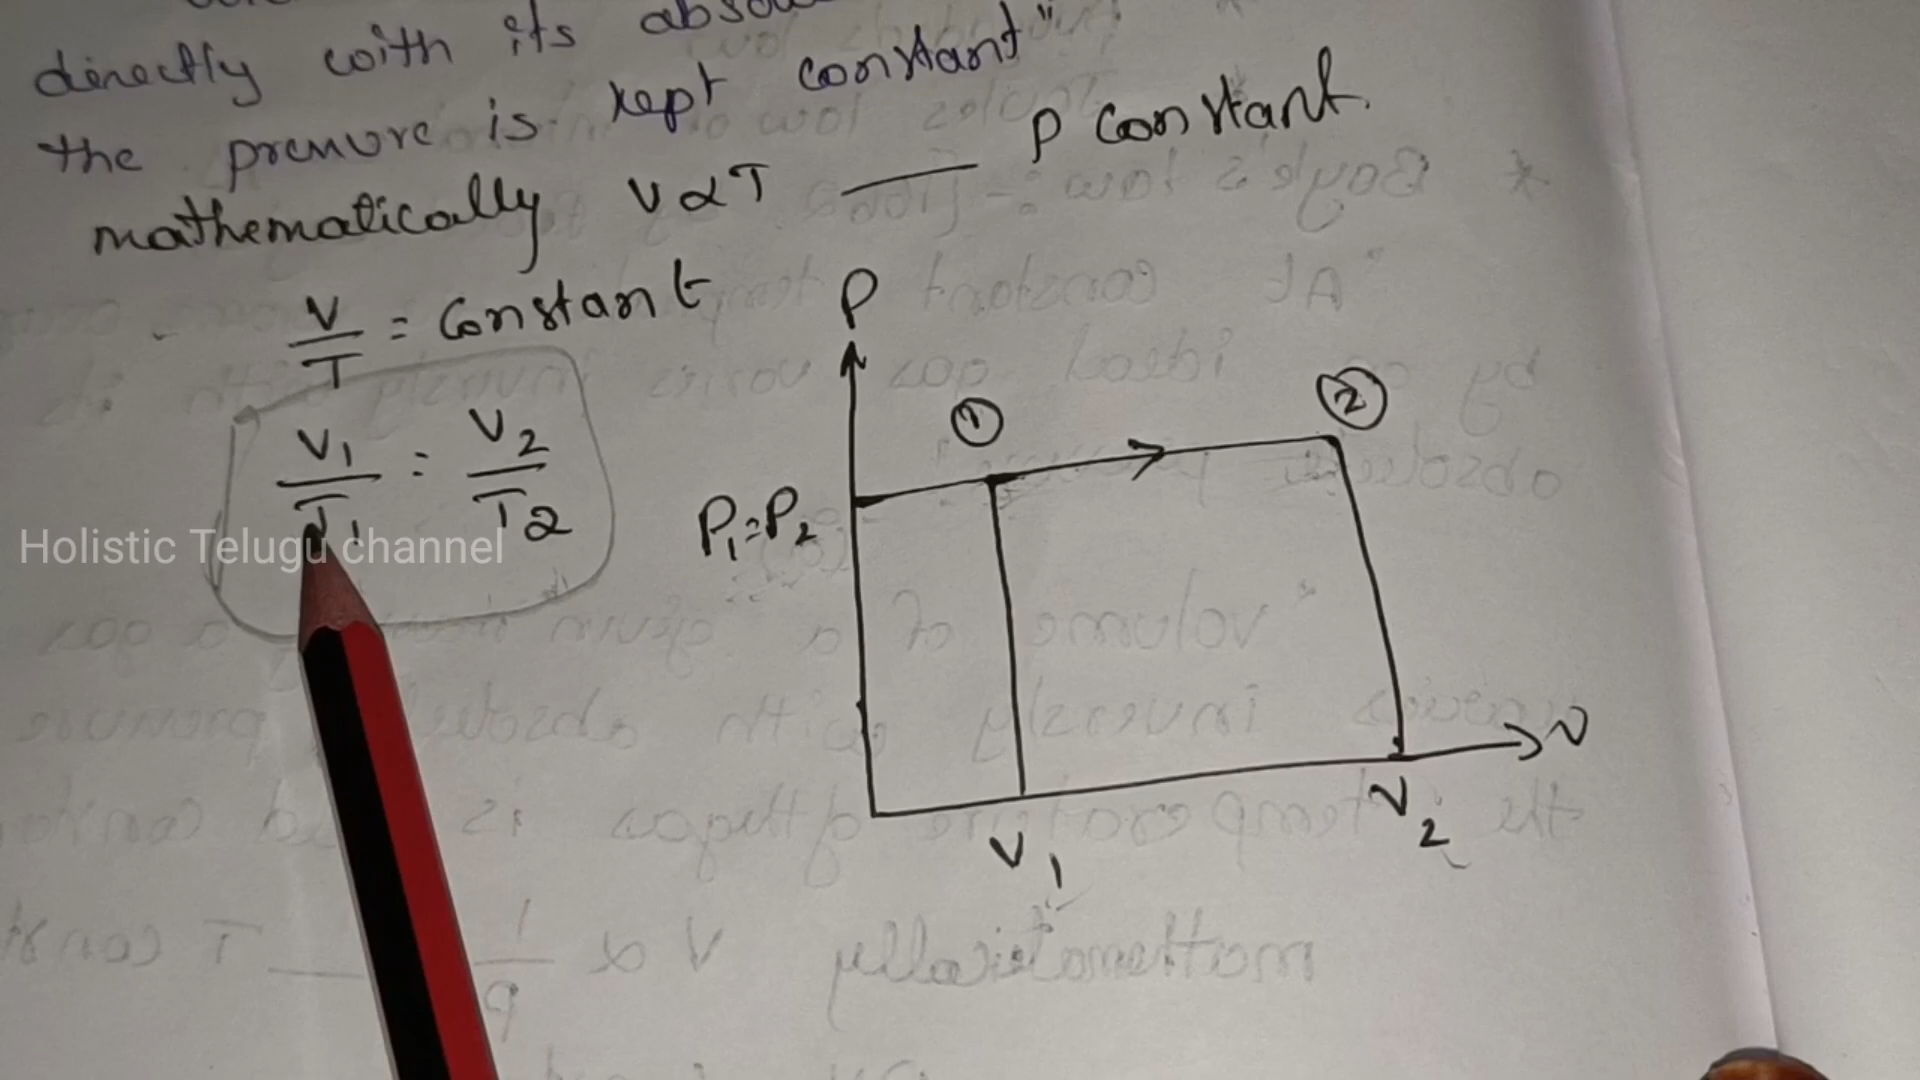 directly with its
the pressure is kept constant"
mathematically V α T — P constant.
V/T = constant
V1/T1 = V2/T2
P
1
2
P1 = P2
V
V1
V2
Holistic Telugu channel